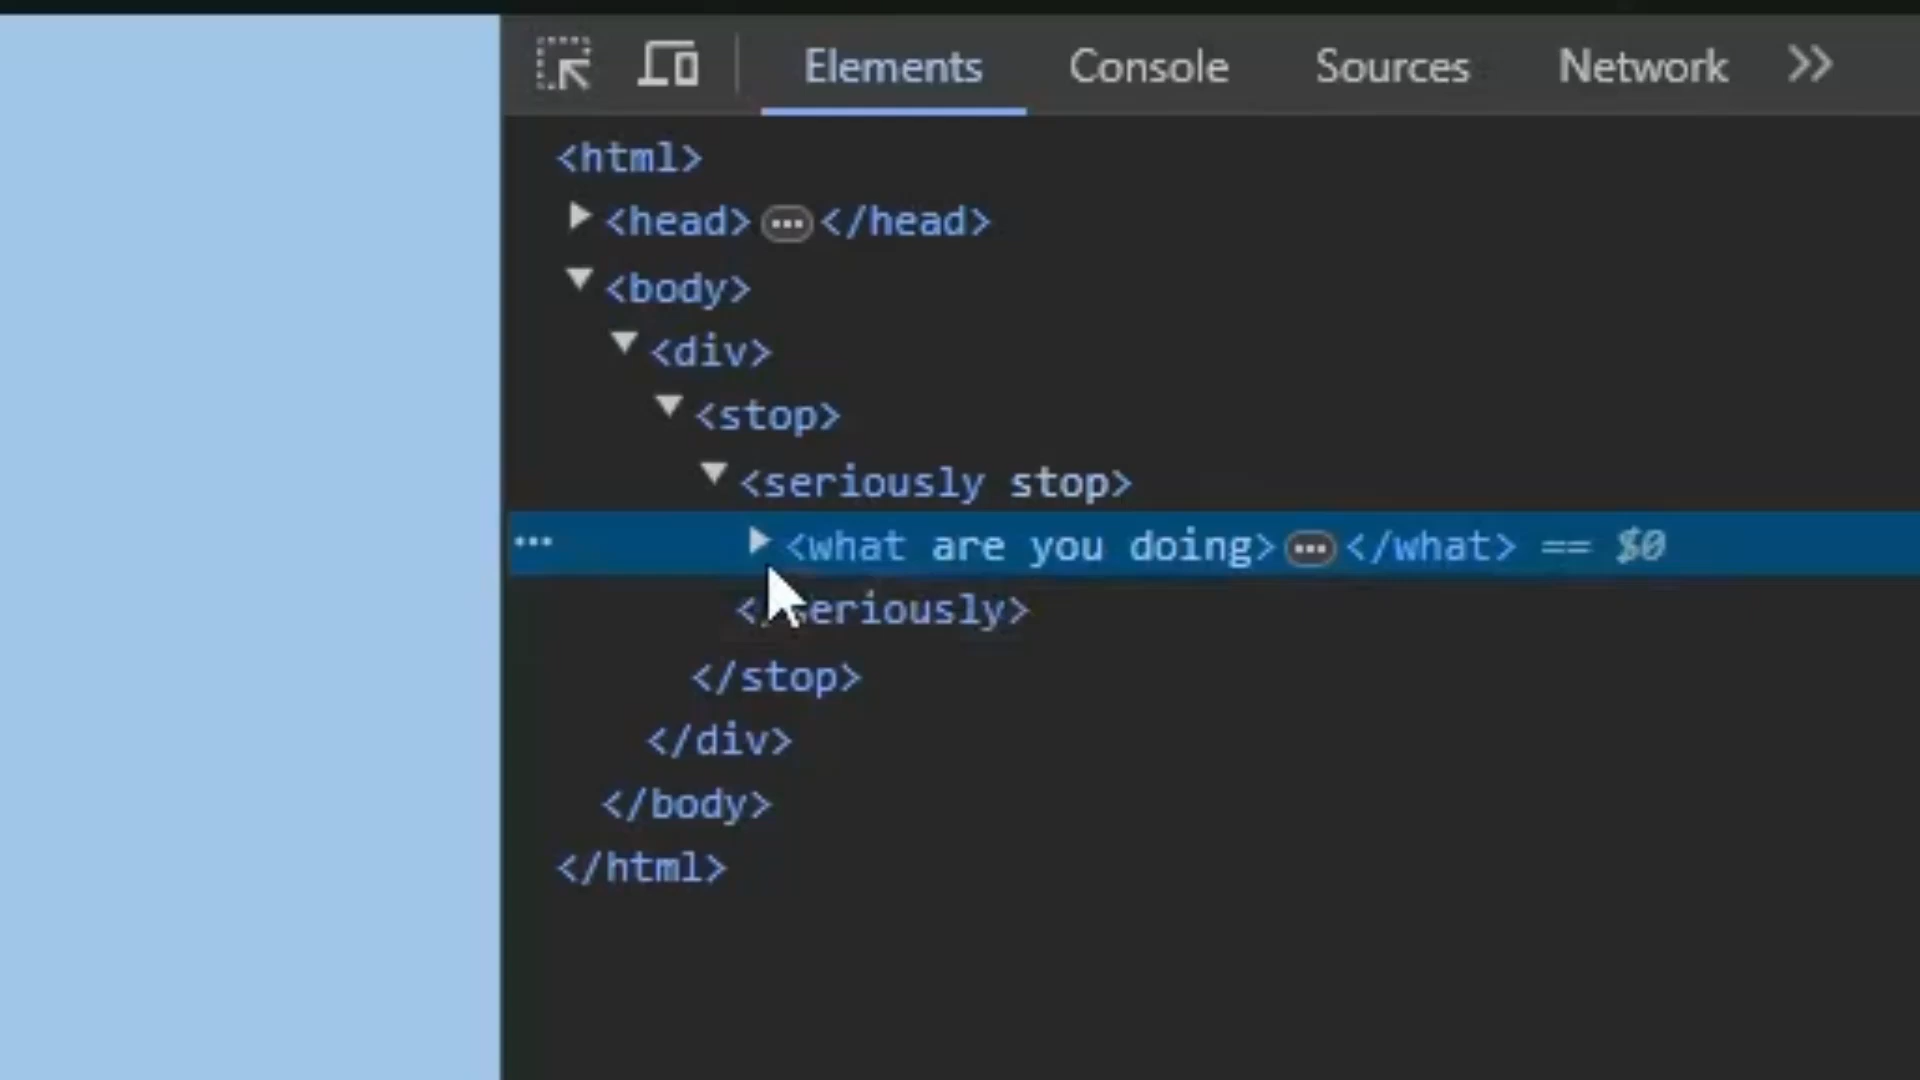 Elements Console Sources Network
<html>
<head> … </head>
<body>
<div>
<stop>
<seriously stop>
… <what are you doing> … </what> == $0
</seriously>
</stop>
</div>
</body>
</html>